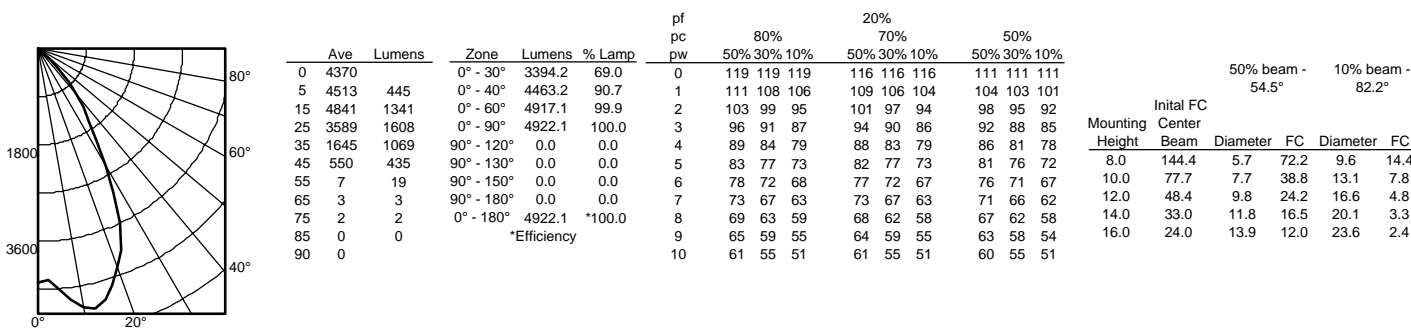 80°
60°
40°
1800
3600
0°
20°
Ave Lumens
0 4370
5 4513 445
15 4841 1341
25 3589 1608
35 1645 1069
45 550 435
55 7 19
65 3 3
75 2 2
85 0 0
90 0
Zone Lumens % Lamp
0° - 30° 3394.2 69.0
0° - 40° 4463.2 90.7
0° - 60° 4917.1 99.9
0° - 90° 4922.1 100.0
90° - 120° 0.0 0.0
90° - 130° 0.0 0.0
90° - 150° 0.0 0.0
90° - 180° 0.0 0.0
0° - 180° 4922.1 *100.0
*Efficiency
pf 20%
pc 80% 70% 50%
pw 50% 30% 10% 50% 30% 10% 50% 30% 10%
0 119 119 119 116 116 116 111 111 111
1 111 108 106 109 106 104 104 103 101
2 103 99 95 101 97 94 98 95 92
3 96 91 87 94 90 86 92 88 85
4 89 84 79 88 83 79 86 81 78
5 83 77 73 82 77 73 81 76 72
6 78 72 68 77 72 67 76 71 67
7 73 67 63 73 67 63 71 66 62
8 69 63 59 68 62 58 67 62 58
9 65 59 55 64 59 55 63 58 54
10 61 55 51 61 55 51 60 55 51
50% beam - 10% beam -
54.5° 82.2°
Inital FC
Mounting Center
Height Beam Diameter FC Diameter FC
8.0 144.4 5.7 72.2 9.6 14.4
10.0 77.7 7.7 38.8 13.1 7.8
12.0 48.4 9.8 24.2 16.6 4.8
14.0 33.0 11.8 16.5 20.1 3.3
16.0 24.0 13.9 12.0 23.6 2.4